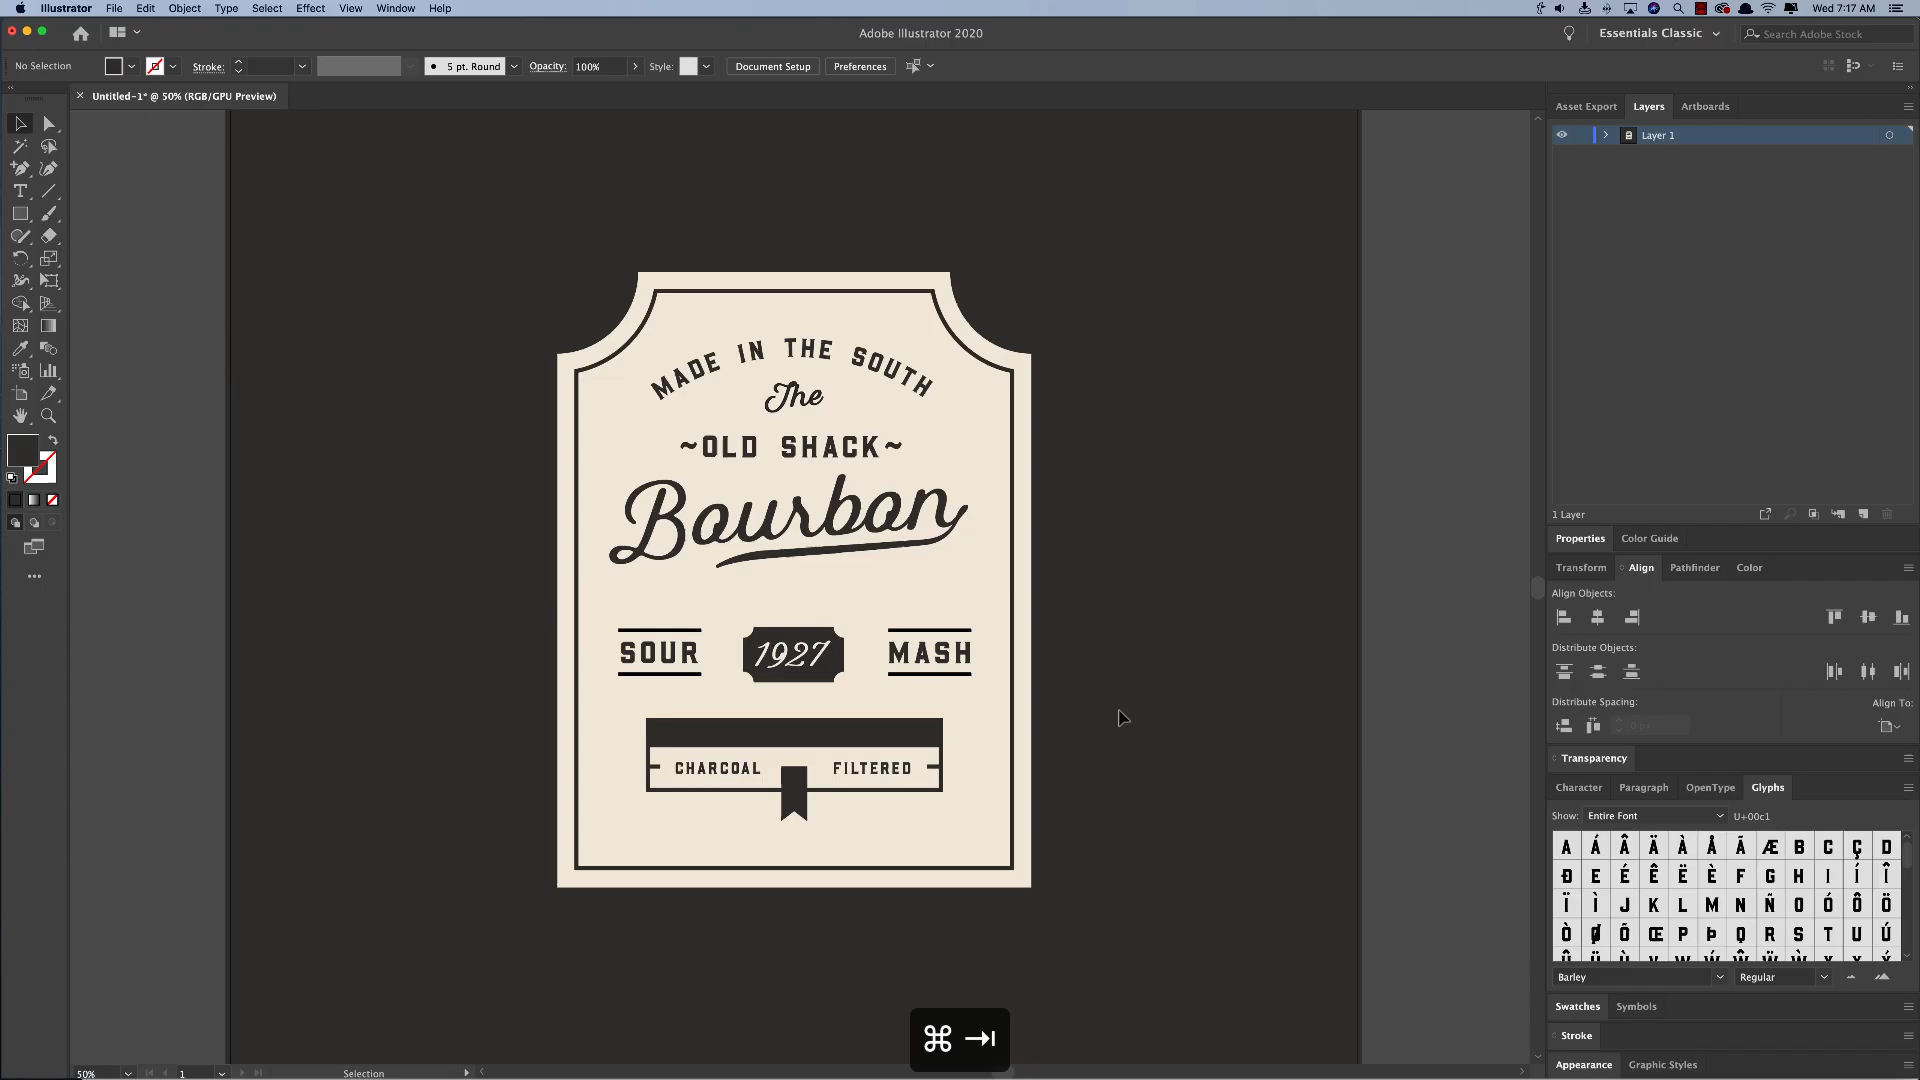 Illustrator File Edit Object Type Select Effect View Window Help Wed 7:17 AM
Adobe Illustrator 2020 Essentials Classic Search Adobe Stock
No Selection Stroke: 5 pt. Round Opacity: 100% Style: Document Setup Preferences
Untitled-1* @ 50% (RGB/GPU Preview)
Asset Export Layers Artboards
Layer 1
MADE IN THE SOUTH
The
~OLD SHACK~
Bourbon
SOUR 1927 MASH
CHARCOAL FILTERED
1 Layer
Properties Color Guide
Transform Align Pathfinder Color
Align Objects:
Distribute Objects:
Distribute Spacing: Align To:
0 px
Transparency
Character Paragraph OpenType Glyphs
Show: Entire Font U+00c1
A Á Â Ä À Å Ã Æ B C Ç D
Ð E É Ê Ë È F G H I Í Î
Ï Ì J K L M N Ñ O Ó Ô Ö
Ò Ø Õ Œ P Þ Q R S T U Ú
Barley Regular
Swatches Symbols
Stroke
Appearance Graphic Styles
50% 1 Selection
⌘ ⇥